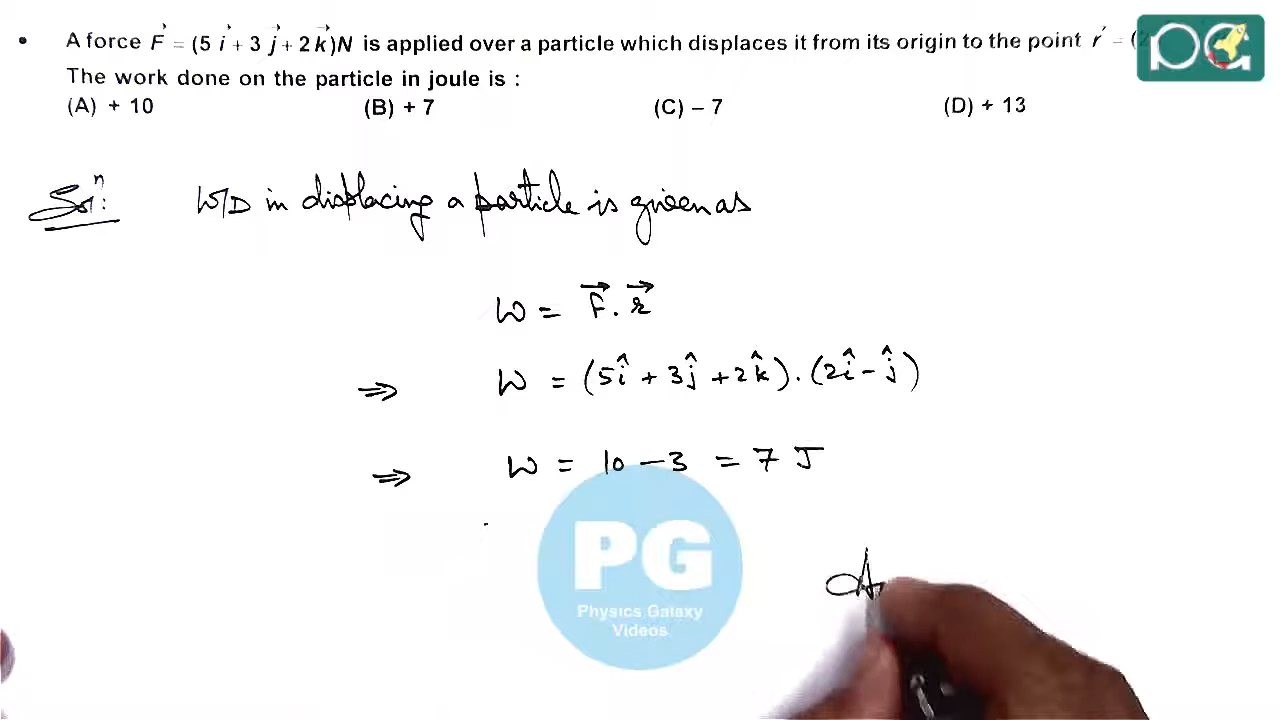 • A force F⃗ = (5 i⃗ + 3 j⃗ + 2 k⃗)N is applied over a particle which displaces it from its origin to the point r⃗ = (
The work done on the particle in joule is :
(A) + 10 (B) + 7 (C) – 7 (D) + 13
Solⁿ: W/D in displacing a particle is given as
W = F⃗ . r⃗
⇒ W = (5î + 3ĵ + 2k̂) . (2î - ĵ)
⇒ W = 10 - 3 = 7 J
PG
Physics Galaxy
Videos